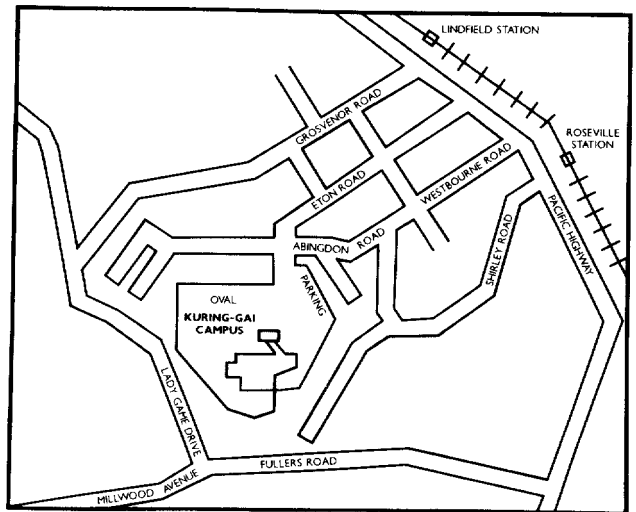 LINDFIELD STATION
ROSEVILLE
STATION
GROSVENOR ROAD
ETON ROAD
WESTBOURNE ROAD
PACIFIC HIGHWAY
SHIRLEY ROAD
ABINGDON ROAD
PARKING
OVAL
KURING-GAI
CAMPUS
LADY GAME DRIVE
FULLERS ROAD
MILLWOOD AVENUE